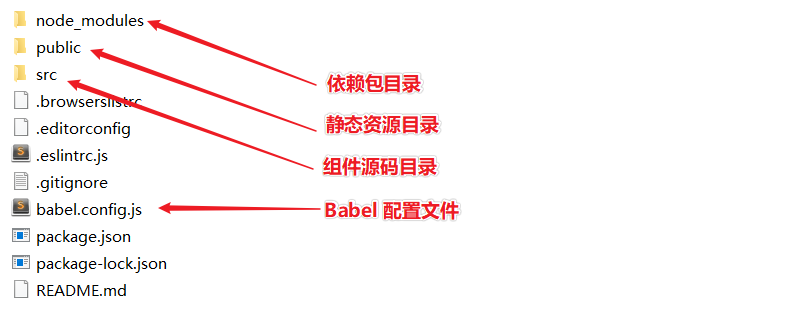 node_modules
public
src
依赖包目录
.browserslistrc
静态资源目录
.editorconfig
.eslintrc.js
组件源码目录
.gitignore
babel.config.js
Babel 配置文件
package.json
package-lock.json
README.md